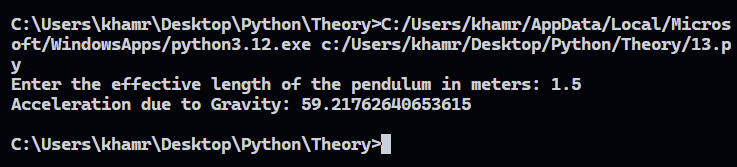 C:\Users\khamr\Desktop\Python\Theory>C:/Users/khamr/AppData/Local/Micros
oft/WindowsApps/python3.12.exe c:/Users/khamr/Desktop/Python/Theory/13.p
y
Enter the effective length of the pendulum in meters: 1.5
Acceleration due to Gravity: 59.21762640653615
C:\Users\khamr\Desktop\Python\Theory>